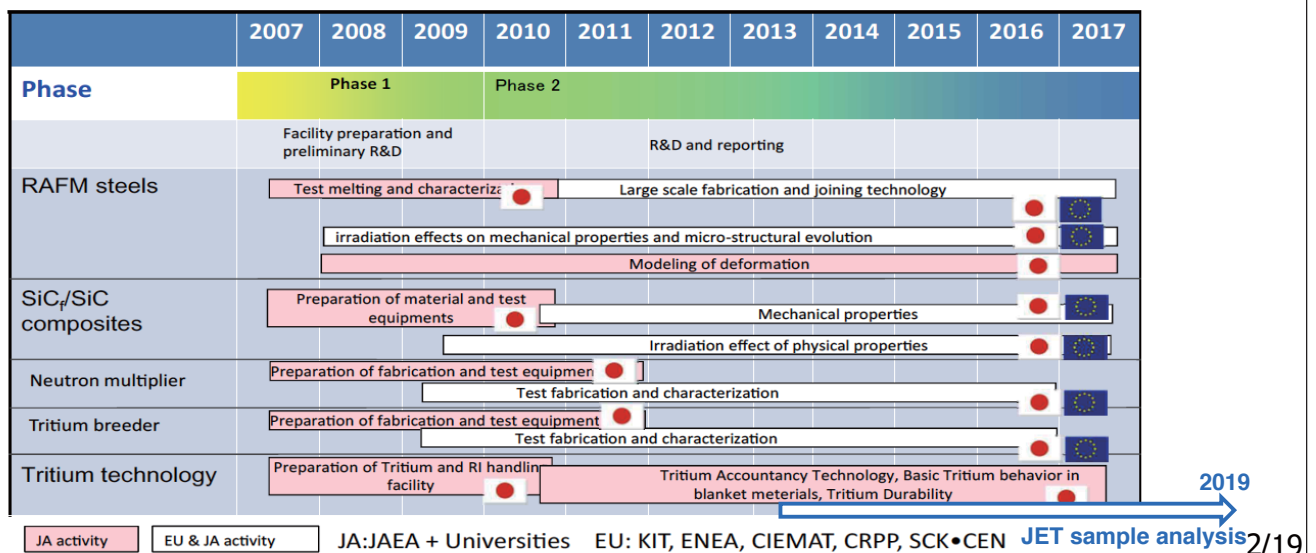 2007 2008 2009 2010 2011 2012 2013 2014 2015 2016 2017
Phase
Phase 1
Phase 2
Facility preparation and
preliminary R&D
R&D and reporting
RAFM steels
Test melting and characteriz
Large scale fabrication and joining technology
irradiation effects on mechanical properties and micro-structural evolution
Modeling of deformation
SiCf/SiC
composites
Preparation of material and test
equipments
Mechanical properties
Irradiation effect of physical properties
Neutron multiplier
Preparation of fabrication and test equipmen
Test fabrication and characterization
Tritium breeder
Preparation of fabrication and test equipment
Test fabrication and characterization
Tritium technology
Preparation of Tritium and RI handling
facility
Tritium Accountancy Technology, Basic Tritium behavior in
blanket meterials, Tritium Durability
2019
JET sample analysis
JA activity
EU & JA activity
JA:JAEA + Universities EU: KIT, ENEA, CIEMAT, CRPP, SCK•CEN
2/19